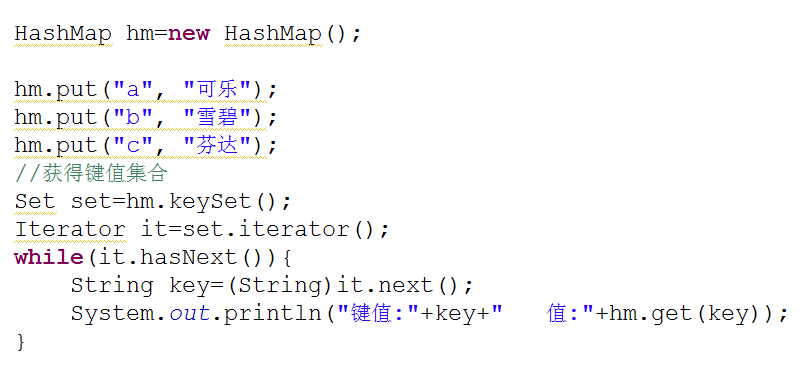 HashMap hm=new HashMap();
hm.put("a", "可乐");
hm.put("b", "雪碧");
hm.put("c", "芬达");
//获得键值集合
Set set=hm.keySet();
Iterator it=set.iterator();
while(it.hasNext()){
    String key=(String)it.next();
    System.out.println("键值:"+key+"   值:"+hm.get(key));
}